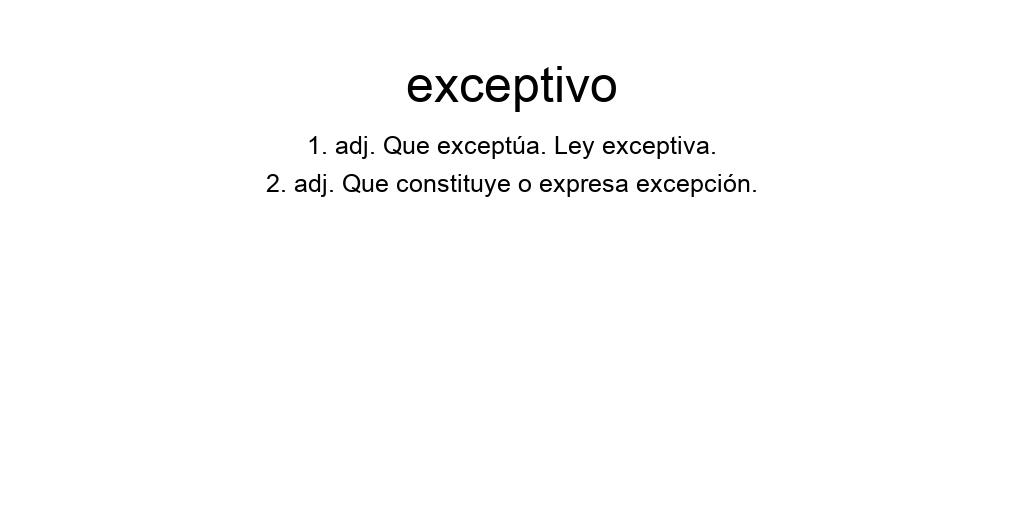 exceptivo
1. adj. Que exceptúa. Ley exceptiva.
2. adj. Que constituye o expresa excepción.